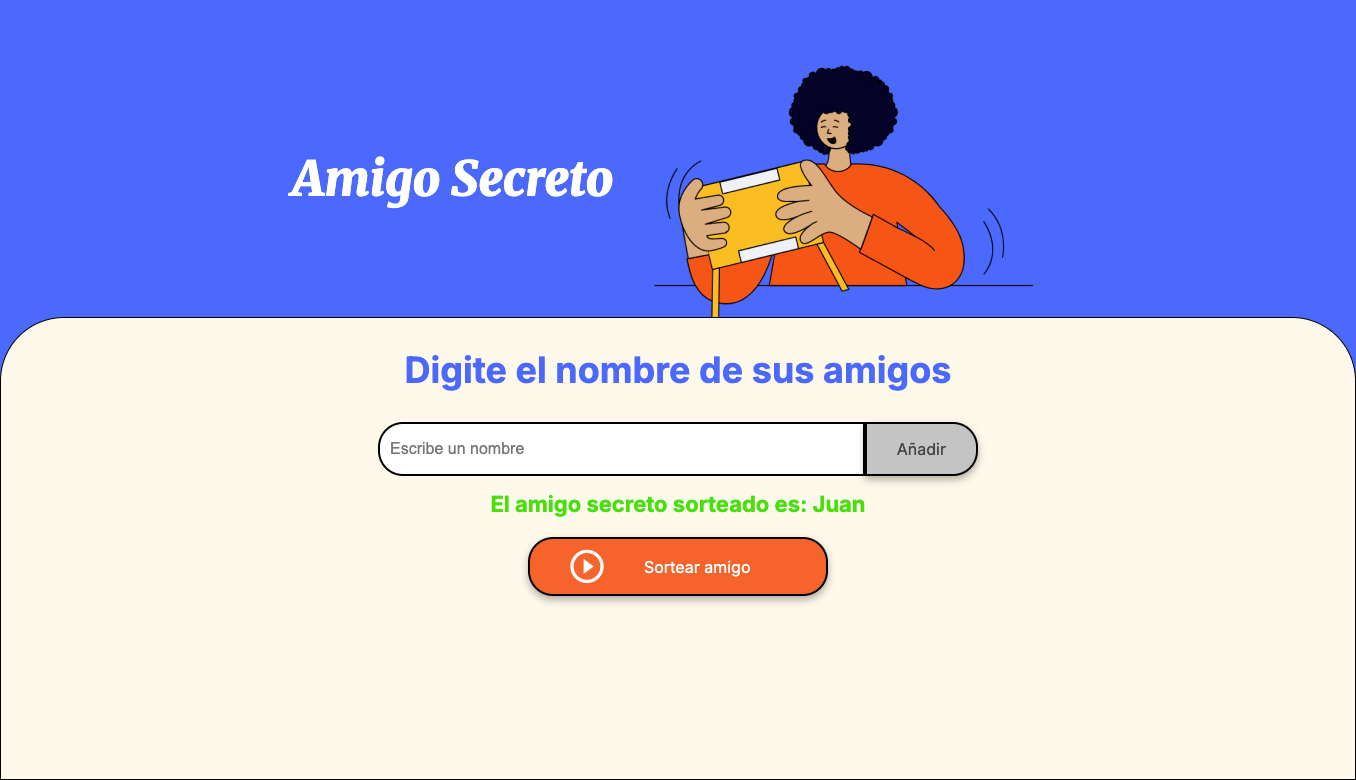 Amigo Secreto
Digite el nombre de sus amigos
Escribe un nombre
Añadir
El amigo secreto sorteado es: Juan
Sortear amigo